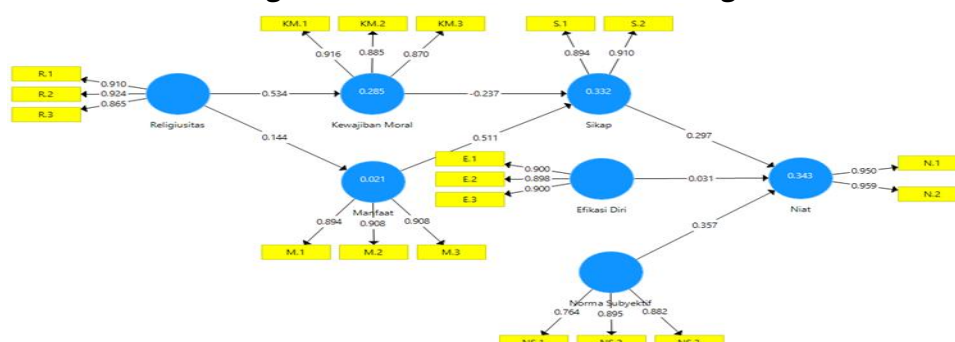 KM.1 KM.2 KM.3 S.1 S.2
0.916 0.885 0.870 0.894 0.910
R.1
R.2
R.3
0.910
0.924
0.865
Religiusitas
0.534
0.285
Kewajiban Moral
-0.237
0.332
Sikap
0.144
0.511
0.297
0.021
Manfaat
E.1
E.2
E.3
0.900
0.898
0.900
Efikasi Diri
0.031
0.343
Niat
0.950
0.959
N.1
N.2
0.894 0.908 0.908
M.1 M.2 M.3
0.357
Norma Subyektif
0.764 0.895 0.882